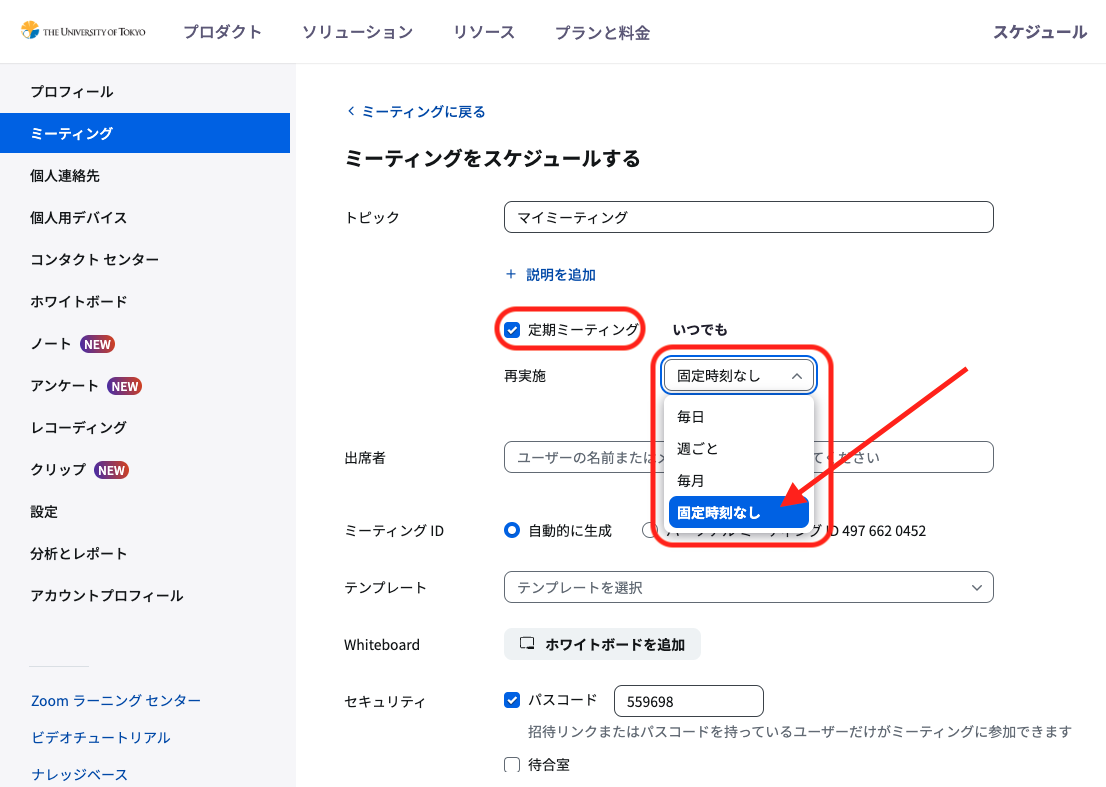 THE UNIVERSITY OF TOKYO
プロダクト ソリューション リソース プランと料金 スケジュール
プロフィール
ミーティング
個人連絡先
個人用デバイス
コンタクト センター
ホワイトボード
ノート NEW
アンケート NEW
レコーディング
クリップ NEW
設定
分析とレポート
アカウントプロフィール
Zoom ラーニング センター
ビデオチュートリアル
ナレッジベース
ミーティングに戻る
ミーティングをスケジュールする
トピック マイミーティング
+ 説明を追加
定期ミーティング いつでも
再実施 固定時刻なし
毎日
週ごと
毎月
固定時刻なし
出席者 ユーザーの名前または ください
ミーティング ID 自動的に生成 ID 497 662 0452
テンプレート テンプレートを選択
Whiteboard ホワイトボードを追加
セキュリティ パスコード 559698
招待リンクまたはパスコードを持っているユーザーだけがミーティングに参加できます
待合室